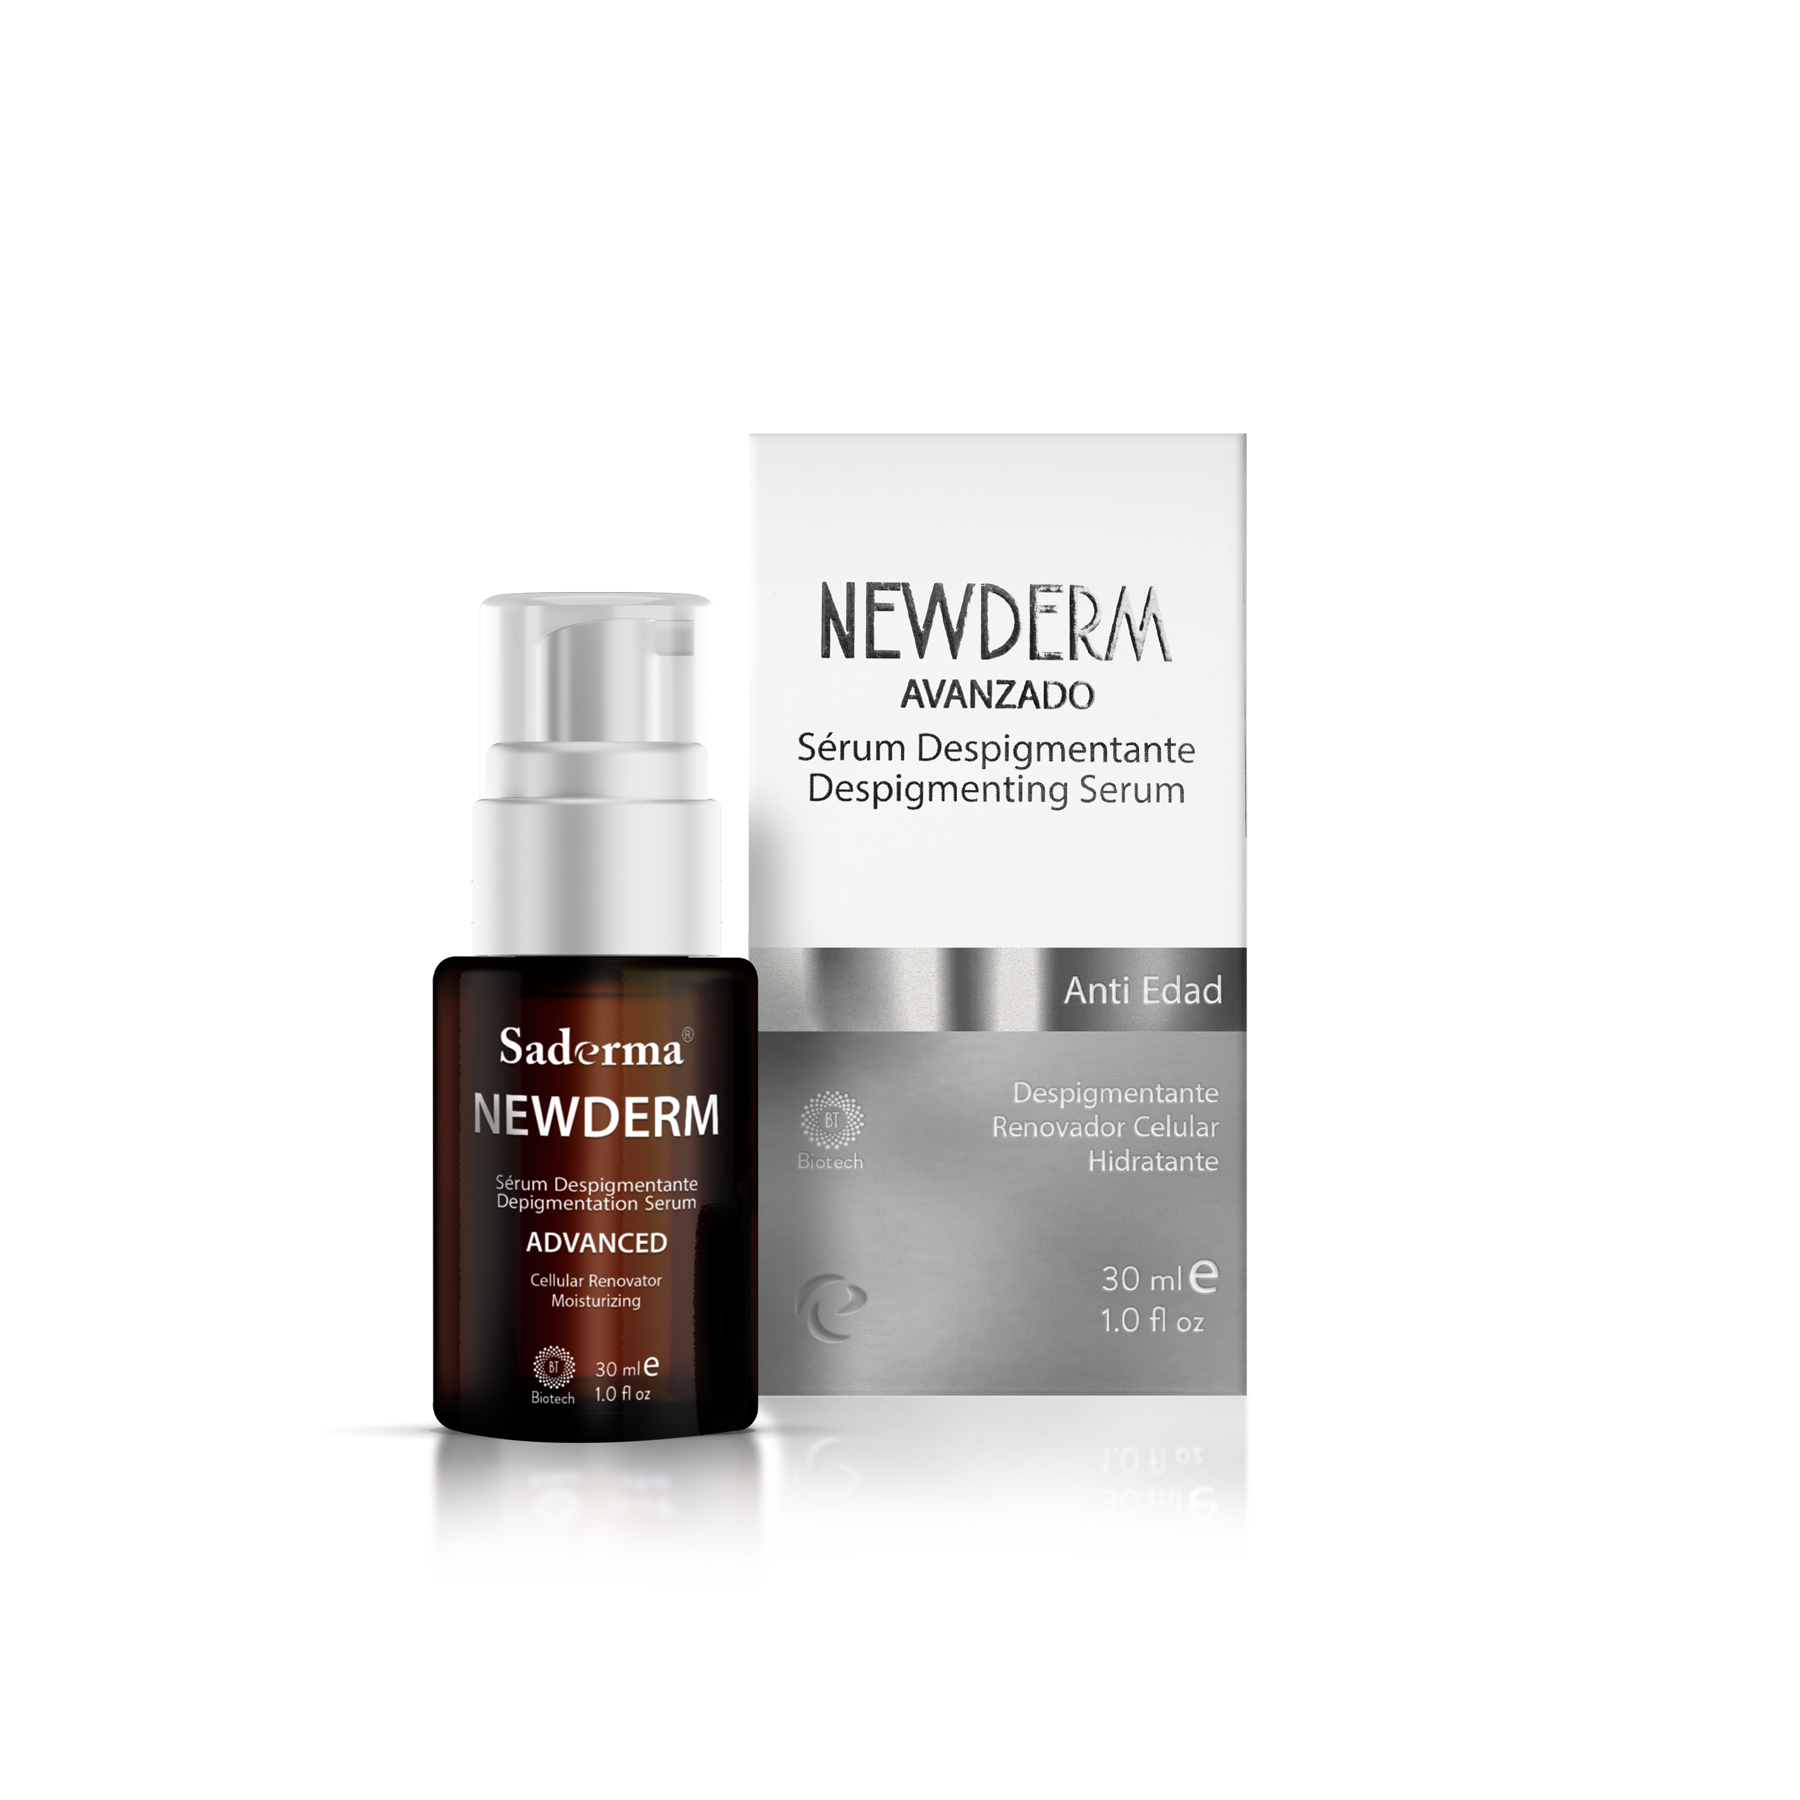 NEWDERM
AVANZADO
Sérum Despigmentante
Despigmenting Serum
Anti Edad
Despigmentante
Renovador Celular
Hidratante
BT
Biotech
30 ml e
1.0 fl oz
Saderma®
NEWDERM
Sérum Despigmentante
Depigmentation Serum
ADVANCED
Cellular Renovator
Moisturizing
BT
Biotech
30 ml e
1.0 fl oz